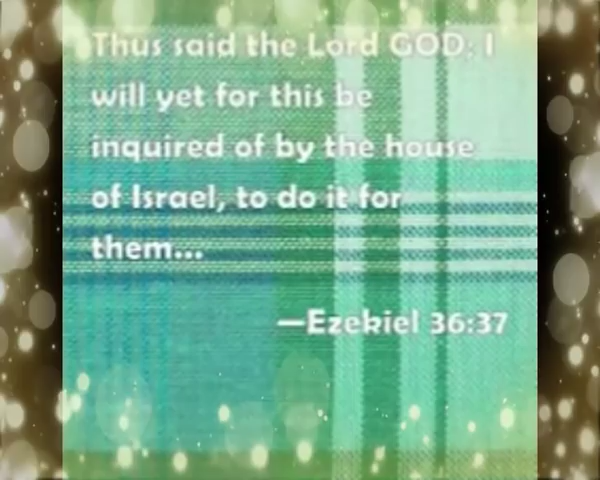 Thus said the Lord GOD; I
will yet for this be
inquired of by the house
of Israel, to do it for
them...
—Ezekiel 36:37